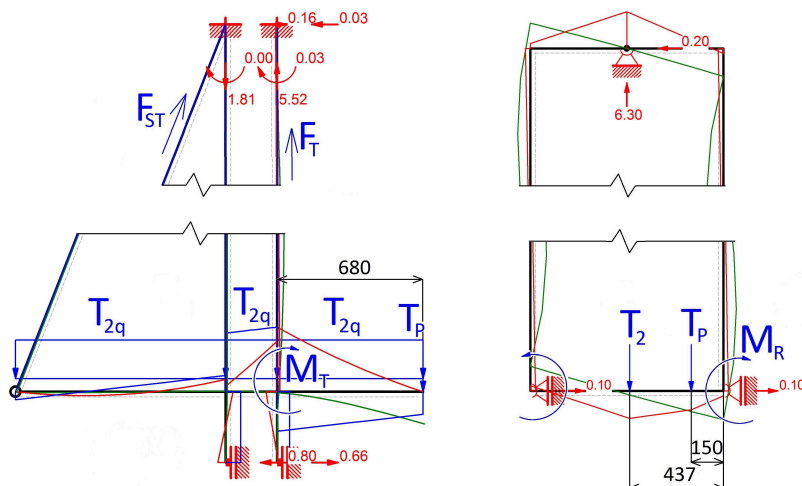 0.16
0.03
0.00
0.03
1.81
5.52
F_ST
F_T
0.20
6.30
680
T_2q
T_2q
T_2q
T_P
M_T
0.80
0.66
T_2
T_P
M_R
0.10
0.10
150
437